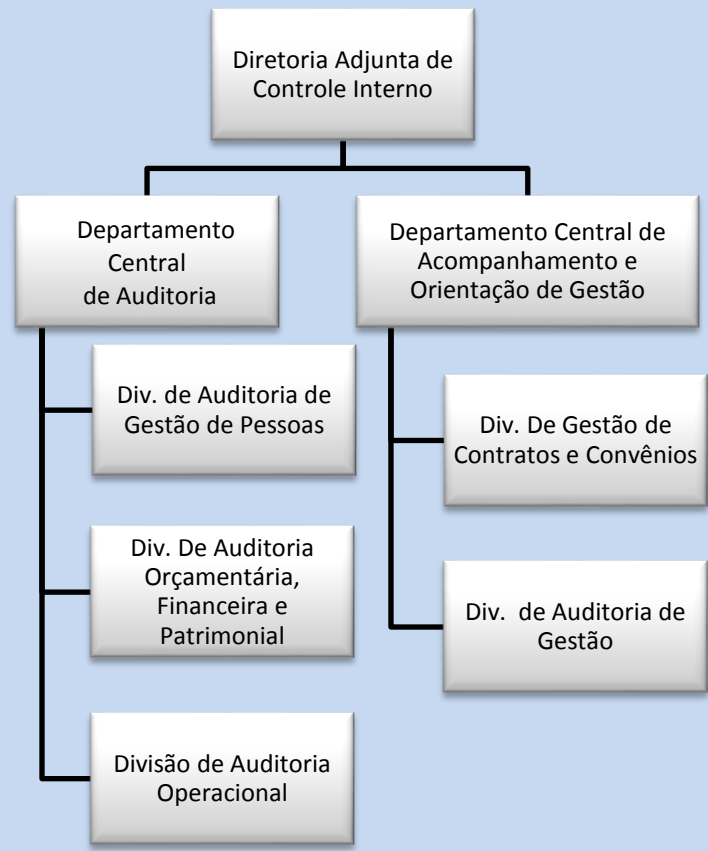 Diretoria Adjunta de
Controle Interno
Departamento
Central
de Auditoria
Departamento Central de
Acompanhamento e
Orientação de Gestão
Div. de Auditoria de
Gestão de Pessoas
Div. De Gestão de
Contratos e Convênios
Div. De Auditoria
Orçamentária,
Financeira e
Patrimonial
Div. de Auditoria de
Gestão
Divisão de Auditoria
Operacional